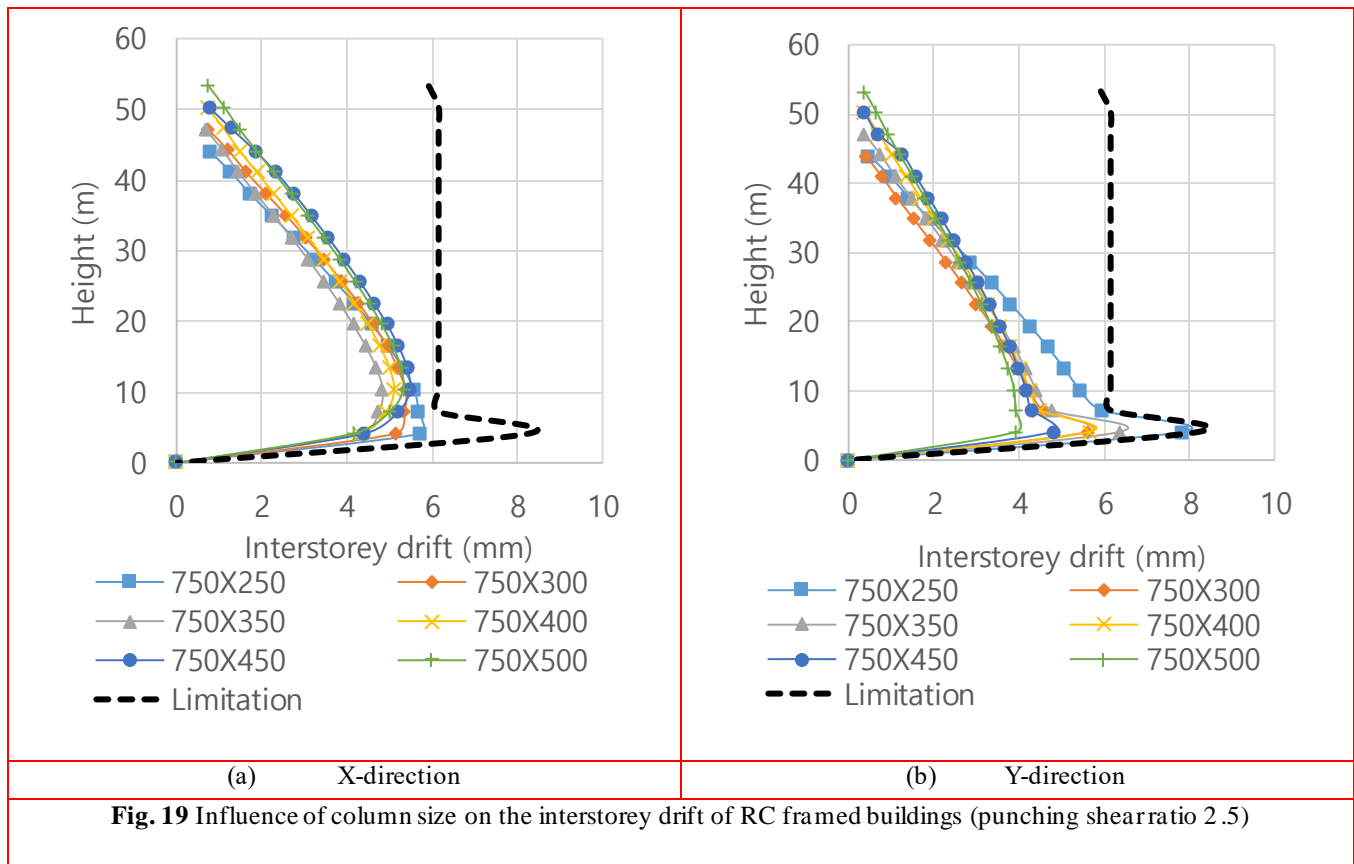 60
50
40
30
20
10
0
Height (m)
0 2 4 6 8 10
Interstorey drift (mm)
750X250 750X300
750X350 750X400
750X450 750X500
Limitation
60
50
40
30
20
10
0
Height (m)
0 2 4 6 8 10
Interstorey drift (mm)
750X250 750X300
750X350 750X400
750X450 750X500
Limitation
(a) X-direction
(b) Y-direction
Fig. 19 Influence of column size on the interstorey drift of RC framed buildings (punching shear ratio 2.5)